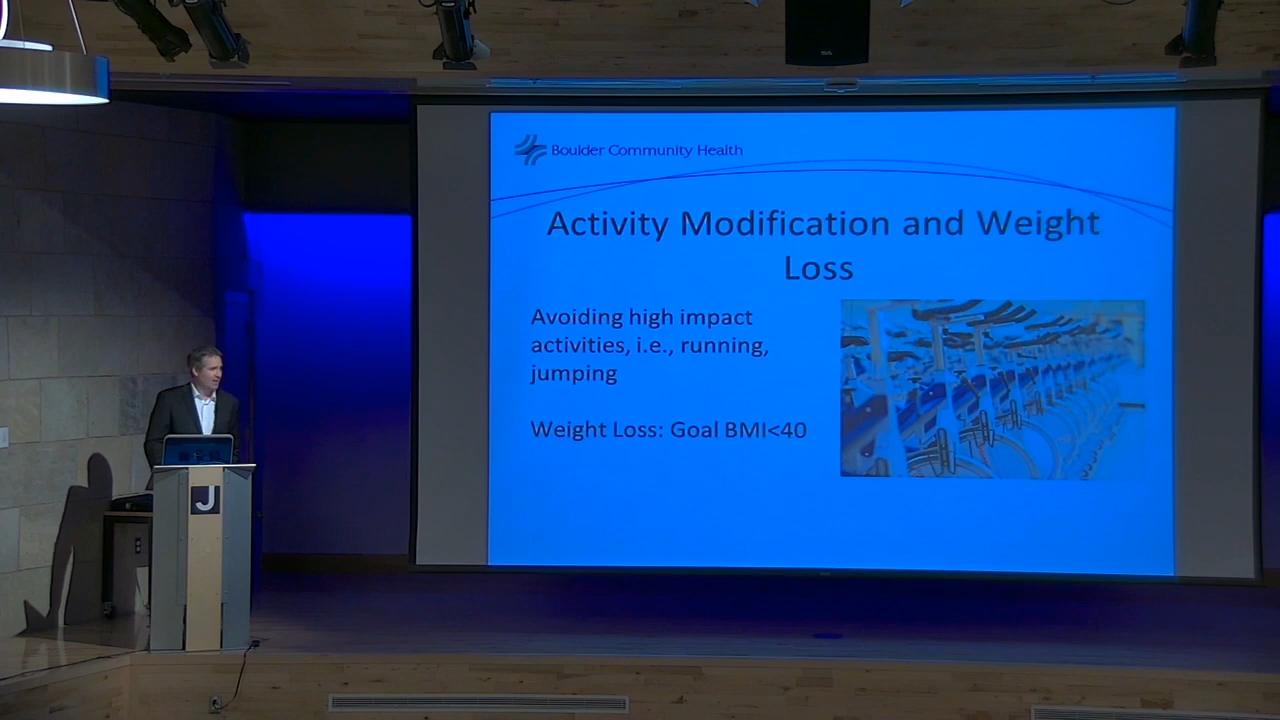 Boulder Community Health
Activity Modification and Weight
Loss
Avoiding high impact
activities, i.e., running,
jumping
Weight Loss: Goal BMI<40
J